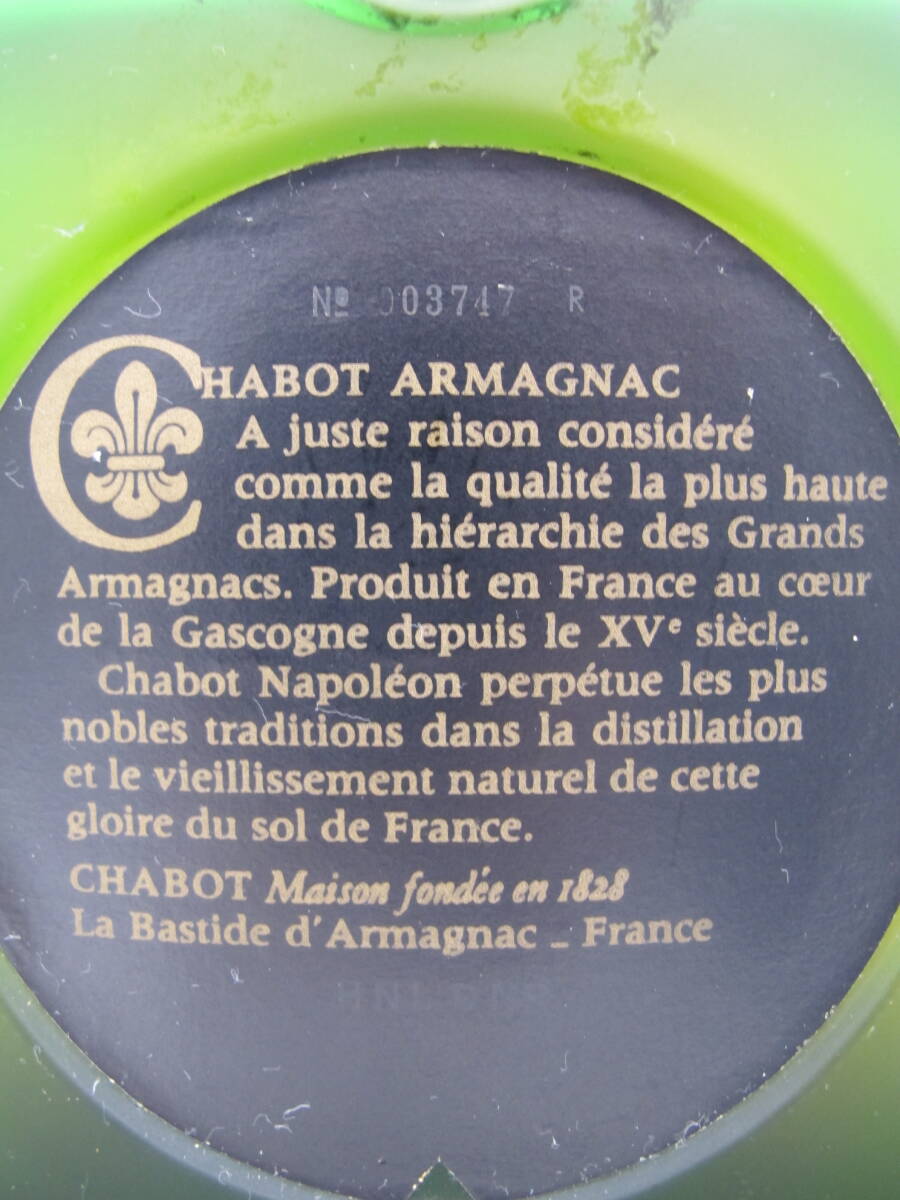 Nº 003747 R
CHABOT ARMAGNAC
A juste raison considéré
comme la qualité la plus haute
dans la hiérarchie des Grands
Armagnacs. Produit en France au cœur
de la Gascogne depuis le XVᵉ siècle.
Chabot Napoléon perpétue les plus
nobles traditions dans la distillation
et le vieillissement naturel de cette
gloire du sol de France.
CHABOT Maison fondée en 1828
La Bastide d'Armagnac - France